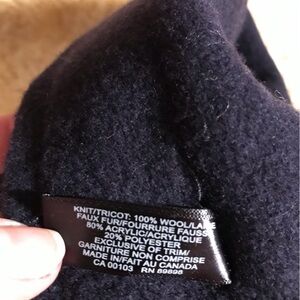 KNIT/TRICOT: 100% WOOL/LAINE
FAUX FUR/FOURRURE FAUSSE
80% ACRYLIC/ACRYLIQUE
20% POLYESTER
EXCLUSIVE OF TRIM/
GARNITURE NON COMPRISE
MADE IN/FAIT AU CANADA
CA 00103 RN 89898